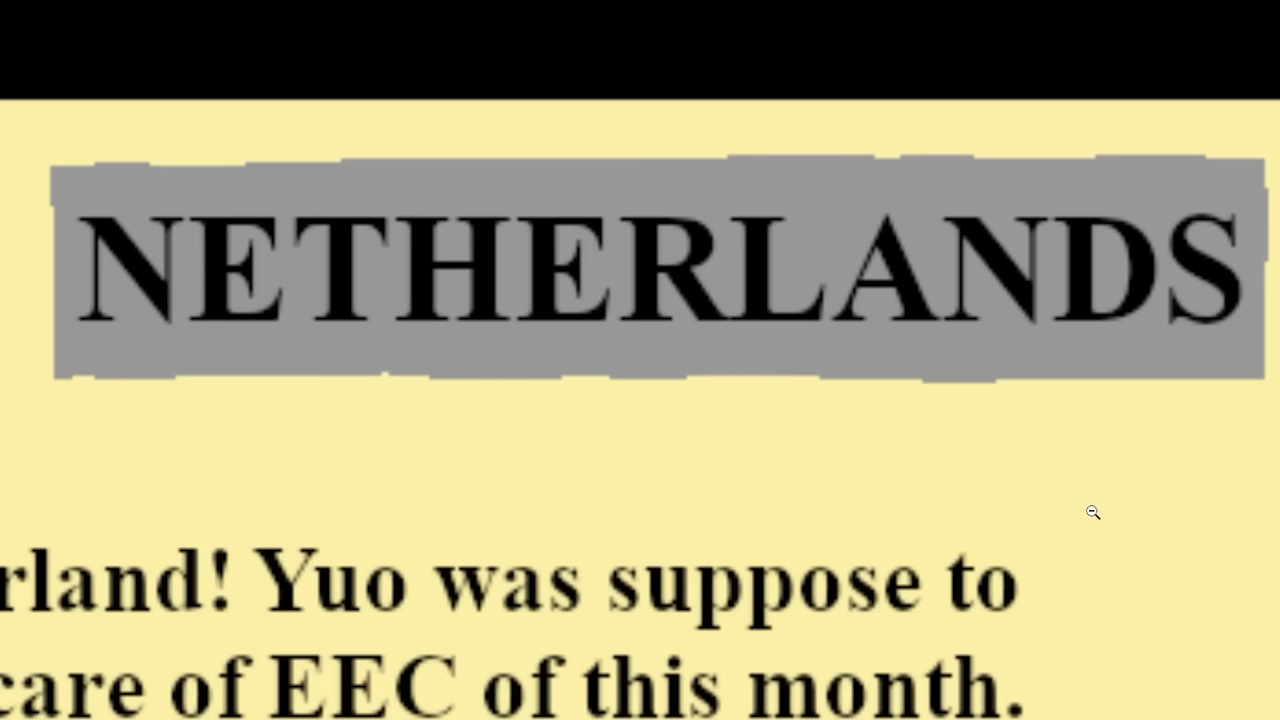 NETHERLANDS
rland! Yuo was suppose to
care of EEC of this month.